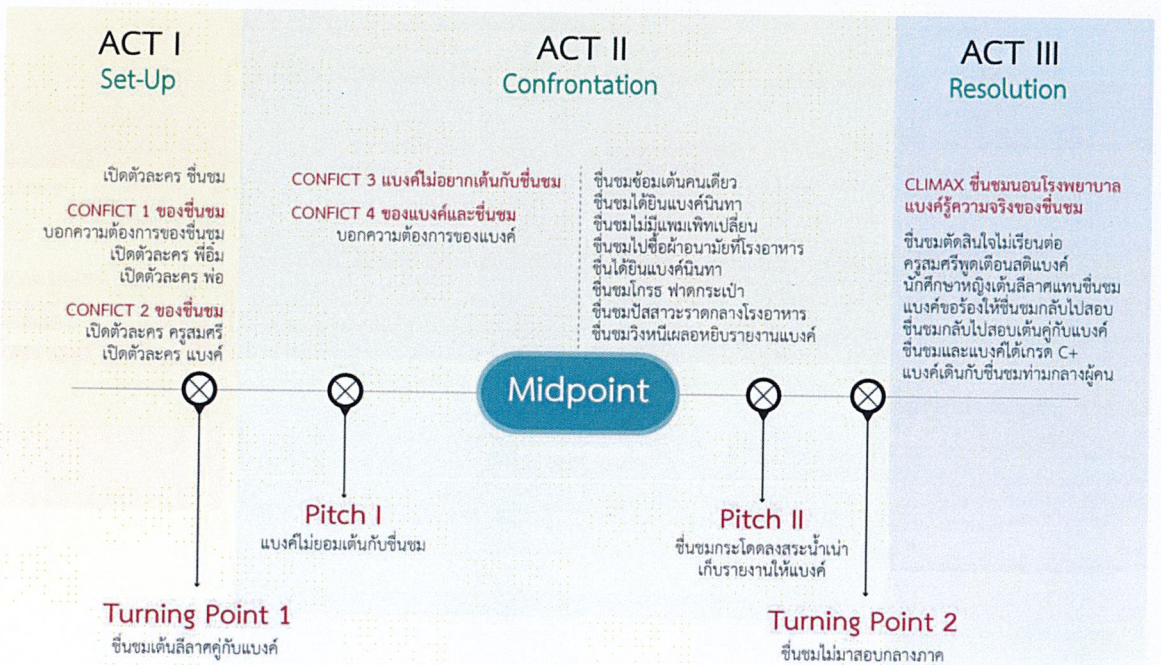 ACT I
Set-Up
เปิดตัวละคร ชื่นชม
CONFICT 1 ของชื่นชม
บอกความต้องการของชื่นชม
เปิดตัวละคร พี่อิ๋ม
เปิดตัวละคร พ่อ
CONFICT 2 ของชื่นชม
เปิดตัวละคร ครูสมศรี
เปิดตัวละคร แบงค์
ACT II
Confrontation
CONFICT 3 แบงค์ไม่อยากเต้นกับชื่นชม
CONFICT 4 ของแบงค์และชื่นชม
บอกความต้องการของแบงค์
ชื่นชมซ้อมเต้นคนเดียว
ชื่นชมได้ยินแบงค์นินทา
ชื่นชมไม่มีแพมเพิทเปลี่ยน
ชื่นชมไปซื้อผ้าอนามัยที่โรงอาหาร
ชื่นได้ยินแบงค์นินทา
ชื่นชมโกรธ ฟาดกระเป๋า
ชื่นชมปัสสาวะราดกลางโรงอาหาร
ชื่นชมวิ่งหนีเผลอหยิบรายงานแบงค์
ACT III
Resolution
CLIMAX ชื่นชมนอนโรงพยาบาล
แบงค์รู้ความจริงของชื่นชม
ชื่นชมตัดสินใจไม่เรียนต่อ
ครูสมศรีพูดเตือนสติแบงค์
นักศึกษาหญิงเต้นลีลาศแทนชื่นชม
แบงค์ขอร้องให้ชื่นชมกลับไปสอบ
ชื่นชมกลับไปสอบเต้นคู่กับแบงค์
ชื่นชมและแบงค์ได้เกรด C+
แบงค์เดินกับชื่นชมท่ามกลางผู้คน
Midpoint
Pitch I
แบงค์ไม่ยอมเต้นกับชื่นชม
Pitch II
ชื่นชมกระโดดลงสระน้ำเน่า
เก็บรายงานให้แบงค์
Turning Point 1
ชื่นชมเต้นลีลาศคู่กับแบงค์
Turning Point 2
ชื่นชมไม่มาสอบกลางภาค